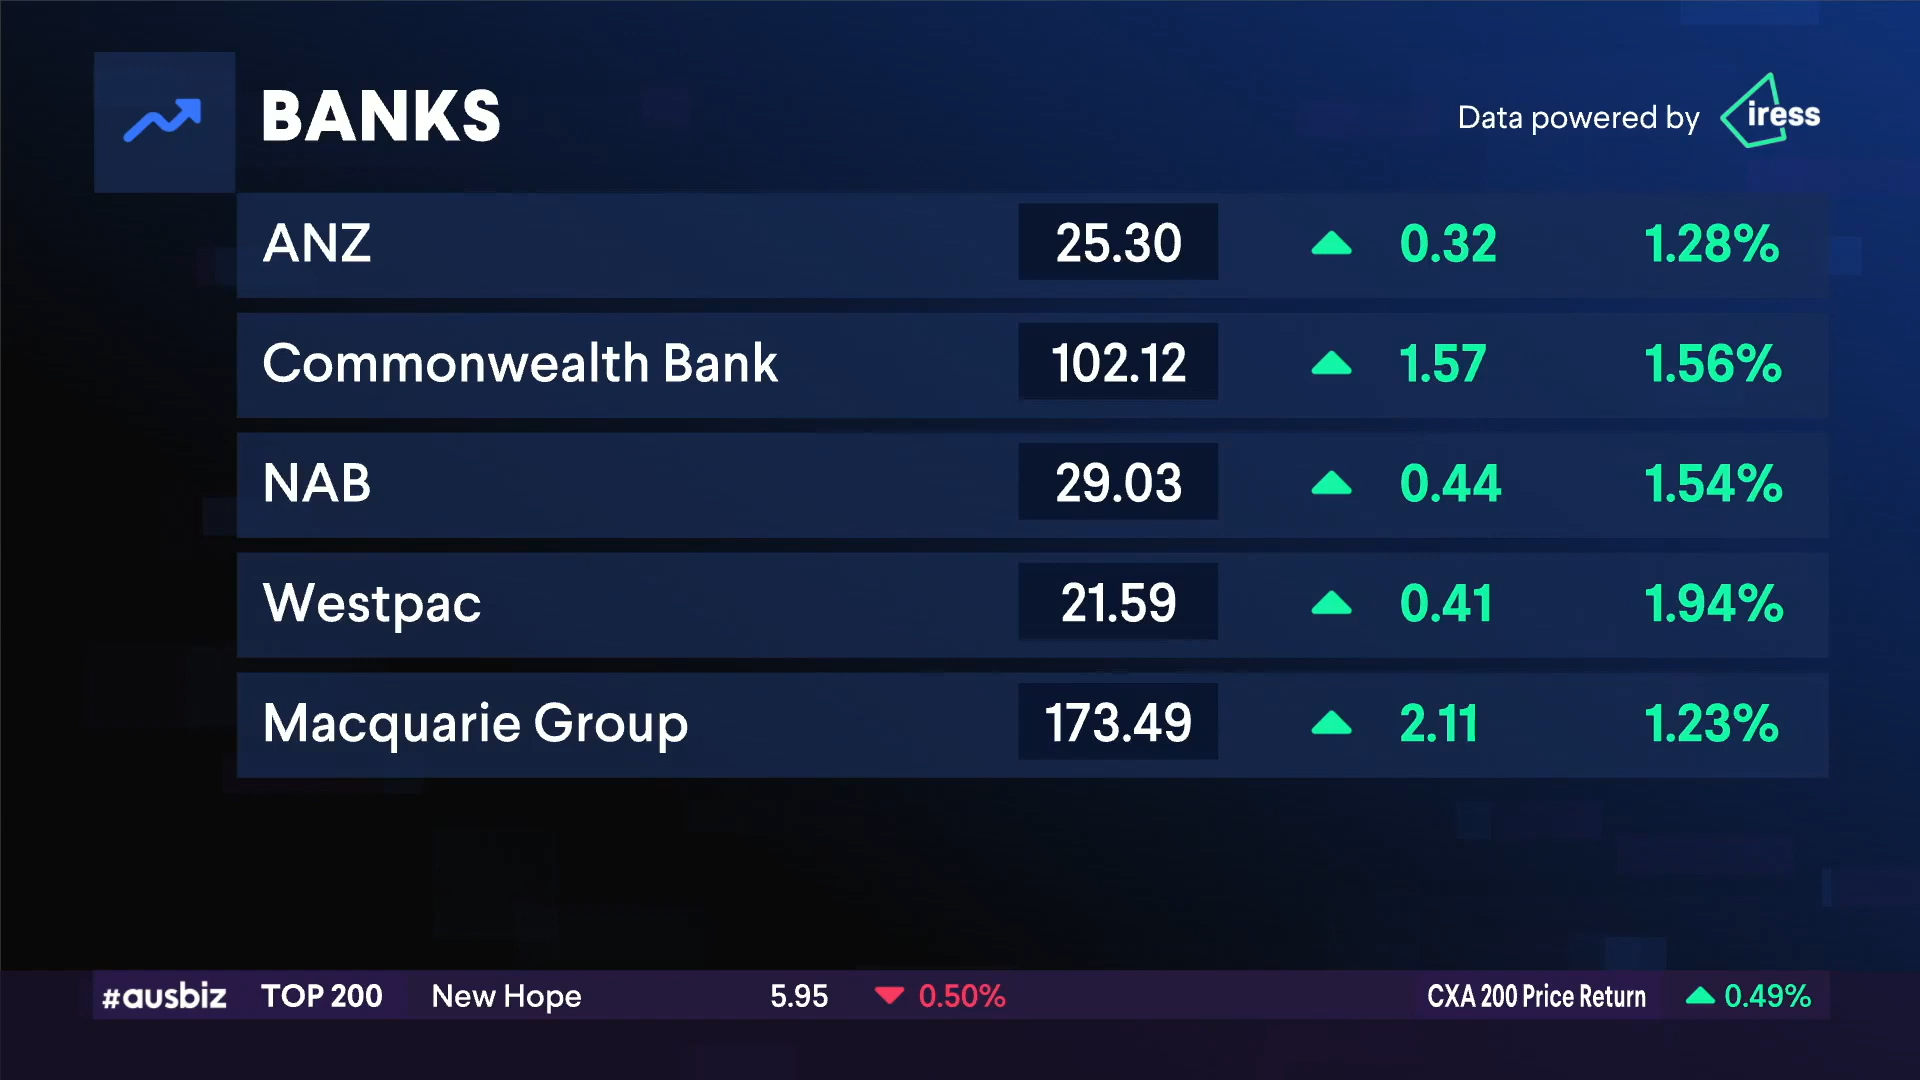 BANKS
Data powered by iress
ANZ 25.30 ▲ 0.32 1.28%
Commonwealth Bank 102.12 ▲ 1.57 1.56%
NAB 29.03 ▲ 0.44 1.54%
Westpac 21.59 ▲ 0.41 1.94%
Macquarie Group 173.49 ▲ 2.11 1.23%
#ausbiz TOP 200 New Hope 5.95 ▼ 0.50% CXA 200 Price Return ▲ 0.49%